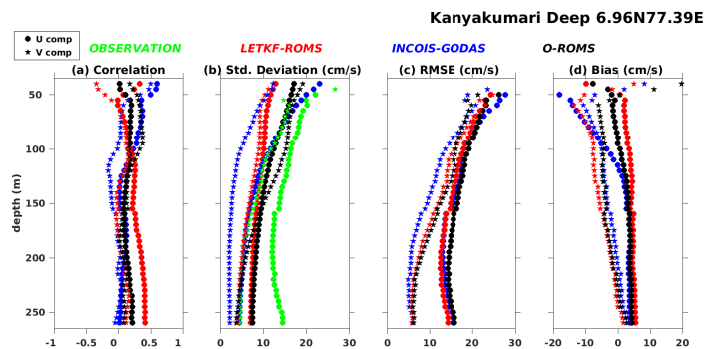 Kanyakumari Deep 6.96N77.39E
U comp
V comp
OBSERVATION LETKF-ROMS INCOIS-GODAS O-ROMS
(a) Correlation (b) Std. Deviation (cm/s) (c) RMSE (cm/s) (d) Bias (cm/s)
depth (m)
50
100
150
200
250
-1 -0.5 0 0.5 1
0 10 20 30
0 10 20 30
-20 -10 0 10 20